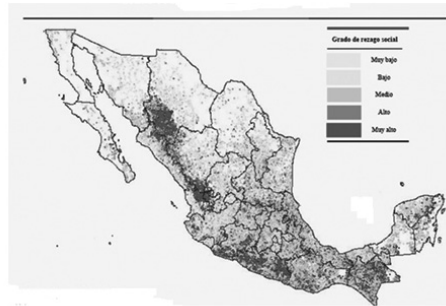 Grado de rezago social
Muy bajo
Bajo
Medio
Alto
Muy alto